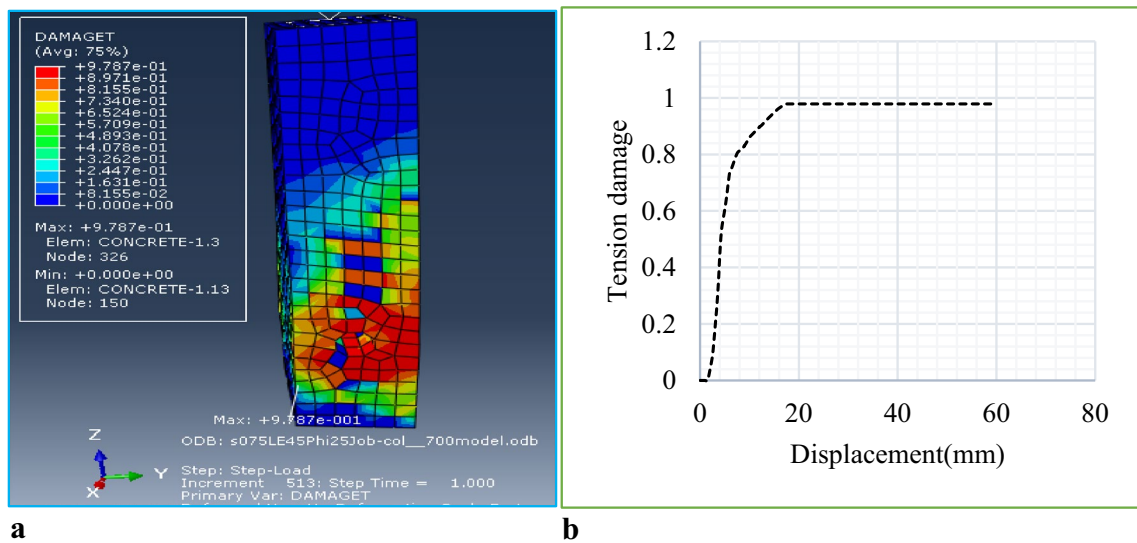 DAMAGET
(Avg: 75%)
+9.787e-01
+8.971e-01
+8.155e-01
+7.340e-01
+6.524e-01
+5.709e-01
+4.893e-01
+4.078e-01
+3.262e-01
+2.447e-01
+1.631e-01
+8.155e-02
+0.000e+00
Max: +9.787e-01
Elem: CONCRETE-1.3
Node: 326
Min: +0.000e+00
Elem: CONCRETE-1.13
Node: 150
Max: +9.787e-001
ODB: s075LE45Phi25Job-col__700model.odb
Step: Step-Load
Increment 513: Step Time = 1.000
Primary Var: DAMAGET
Z
Y
X
a
1.2
1
0.8
0.6
0.4
0.2
0
Tension damage
0 20 40 60 80
Displacement(mm)
b